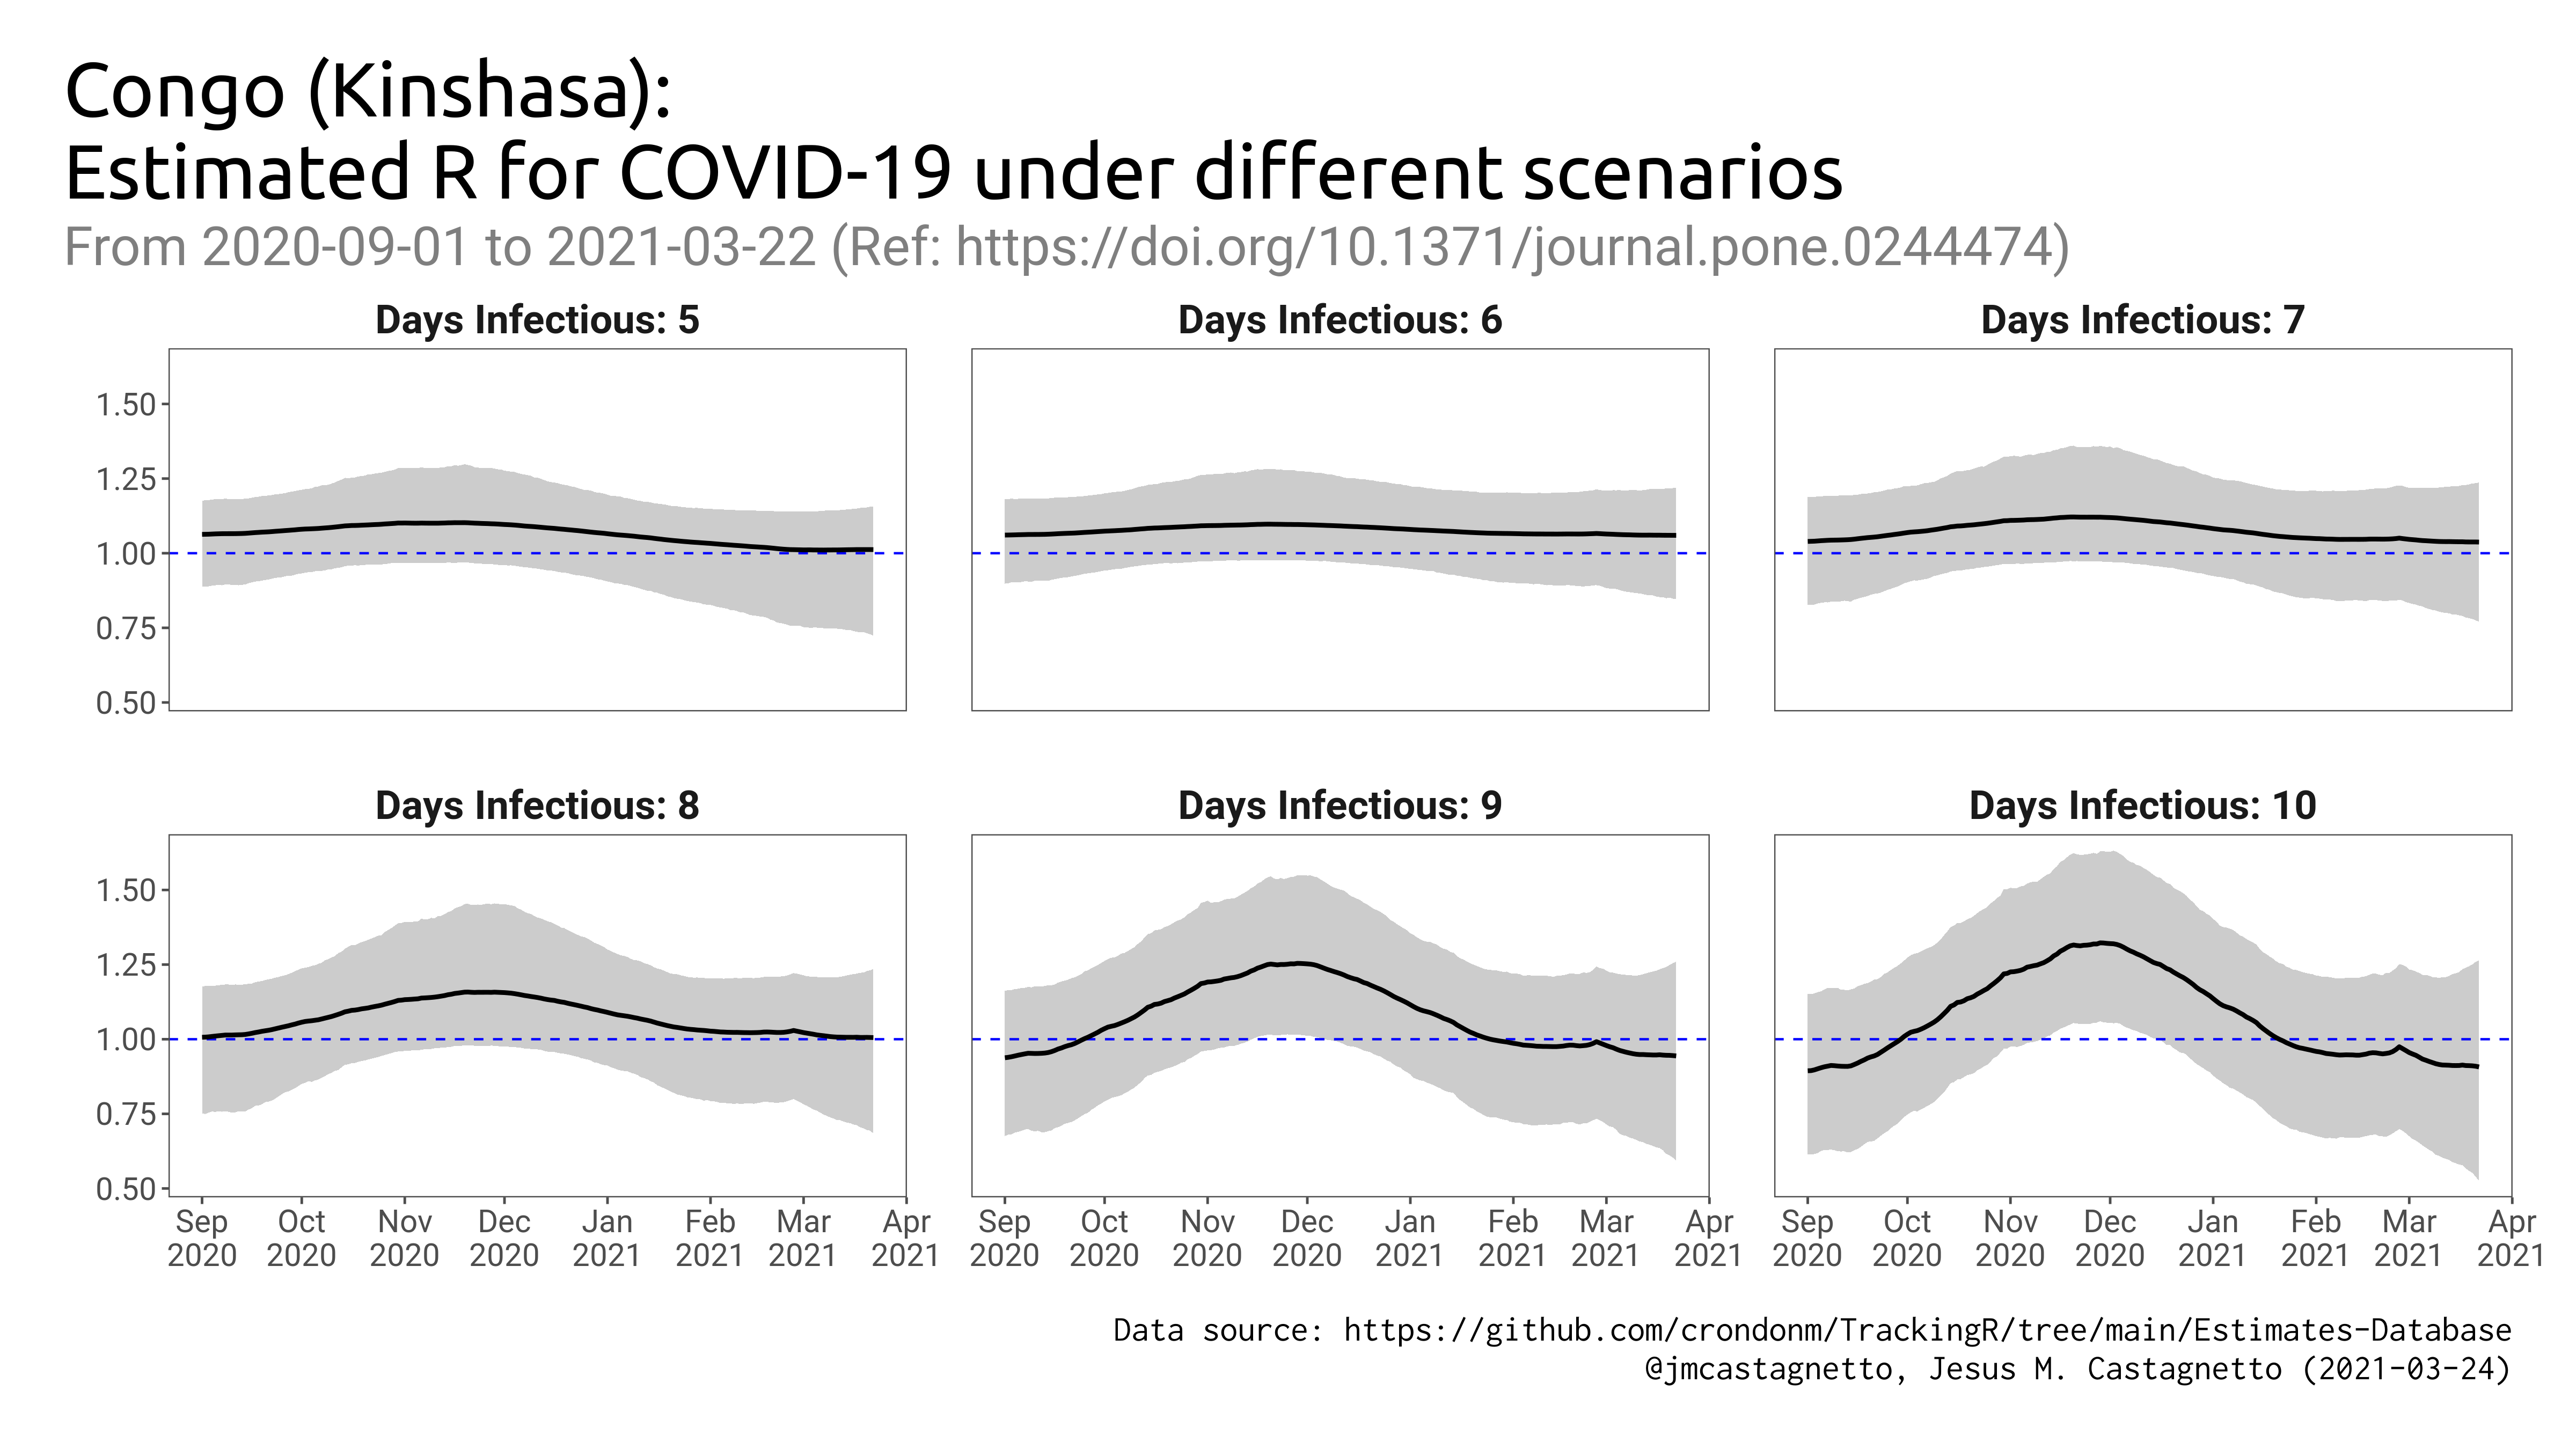 Congo (Kinshasa):
Estimated R for COVID-19 under different scenarios
From 2020-09-01 to 2021-03-22 (Ref: https://doi.org/10.1371/journal.pone.0244474)
Days Infectious: 5
Days Infectious: 6
Days Infectious: 7
1.50
1.25
1.00
0.75
0.50
Days Infectious: 8
Days Infectious: 9
Days Infectious: 10
1.50
1.25
1.00
0.75
0.50
Sep Oct Nov Dec Jan Feb Mar Apr
2020 2020 2020 2020 2021 2021 2021 2021
Sep Oct Nov Dec Jan Feb Mar Apr
2020 2020 2020 2020 2021 2021 2021 2021
Sep Oct Nov Dec Jan Feb Mar Apr
2020 2020 2020 2020 2021 2021 2021 2021
Data source: https://github.com/crondonm/TrackingR/tree/main/Estimates-Database
@jmcastagnetto, Jesus M. Castagnetto (2021-03-24)